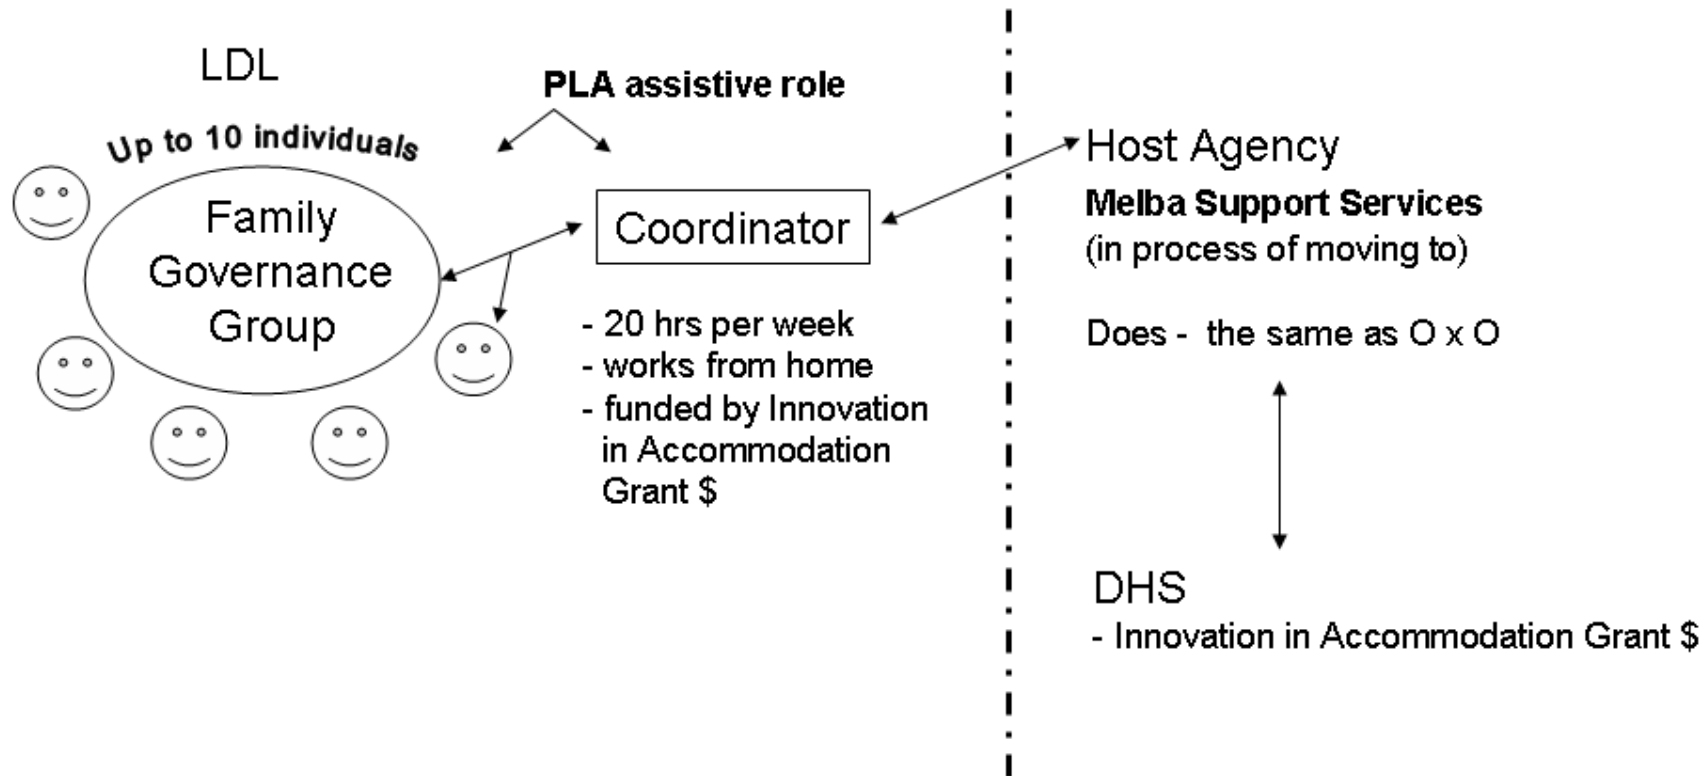 LDL
Up to 10 individuals
Family
Governance
Group
PLA assistive role
Coordinator
- 20 hrs per week
- works from home
- funded by Innovation
in Accommodation
Grant $
Host Agency
Melba Support Services
(in process of moving to)
Does -  the same as O x O
DHS
- Innovation in Accommodation Grant $